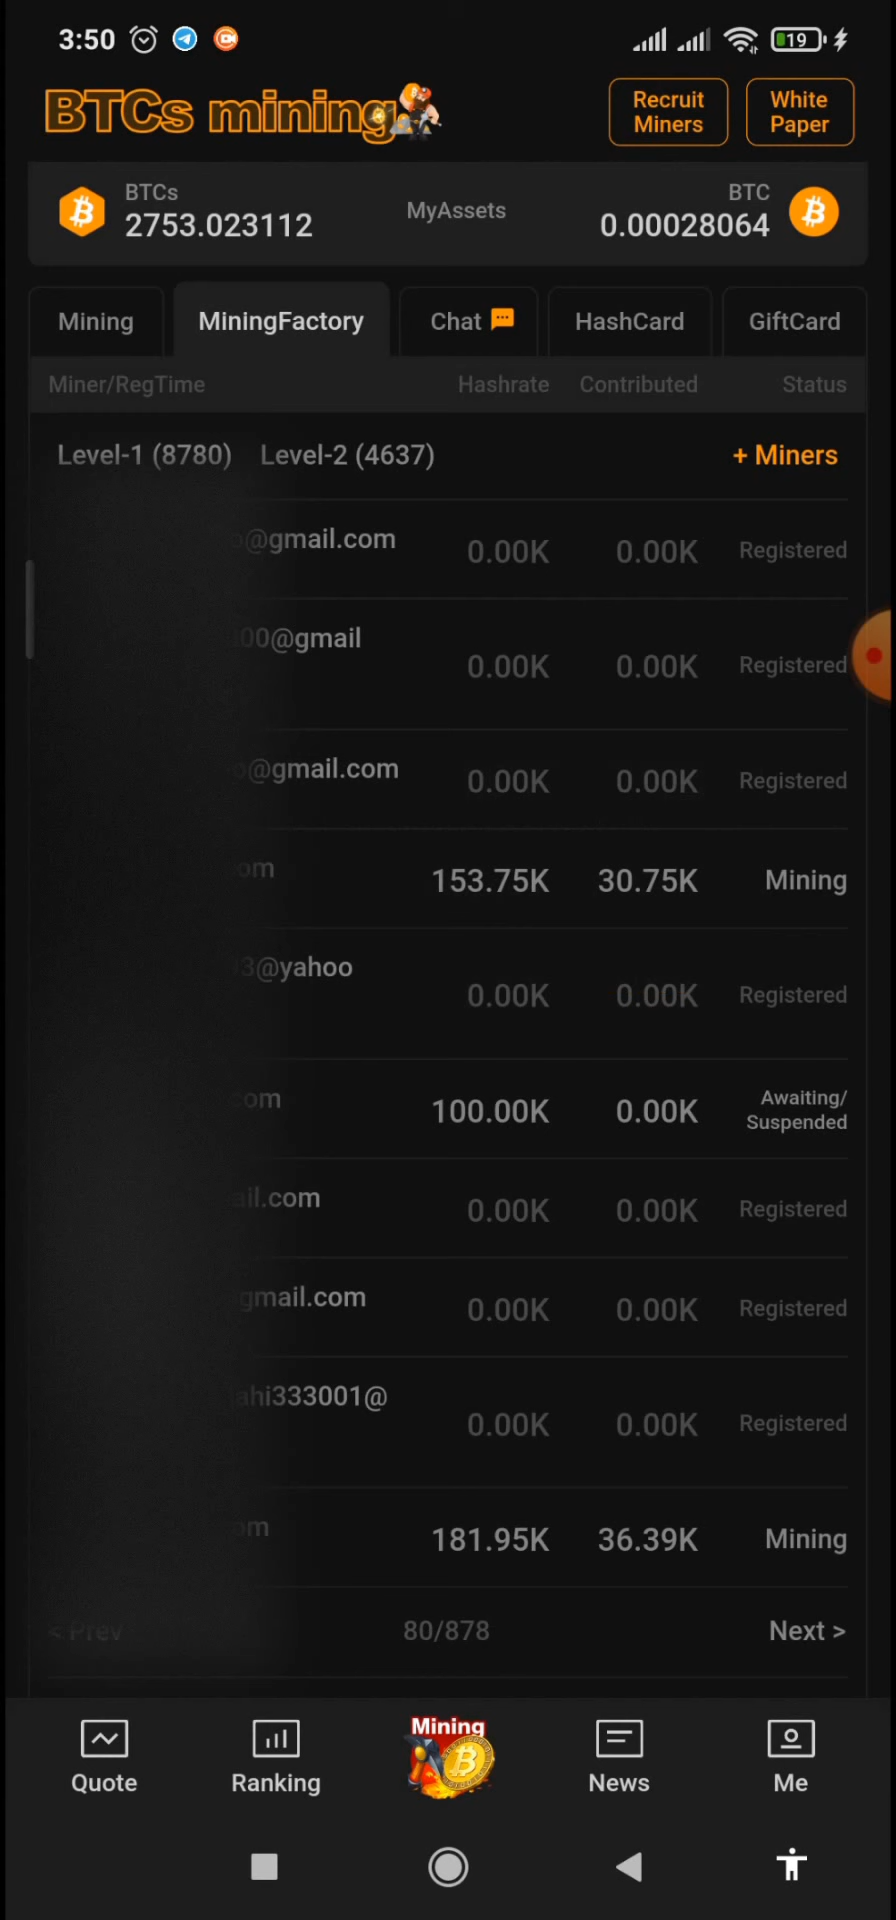 3:50 19
BTCs mining
Recruit Miners
White Paper
BTCs
2753.023112
MyAssets
BTC
0.00028064
Mining MiningFactory Chat HashCard GiftCard
Miner/RegTime Hashrate Contributed Status
Level-1 (8780) Level-2 (4637) + Miners
@gmail.com 0.00K 0.00K Registered
00@gmail 0.00K 0.00K Registered
@gmail.com 0.00K 0.00K Registered
om 153.75K 30.75K Mining
3@yahoo 0.00K 0.00K Registered
com 100.00K 0.00K Awaiting/
Suspended
ail.com 0.00K 0.00K Registered
gmail.com 0.00K 0.00K Registered
ahi333001@ 0.00K 0.00K Registered
om 181.95K 36.39K Mining
< Prev 80/878 Next >
Mining
Quote Ranking News Me